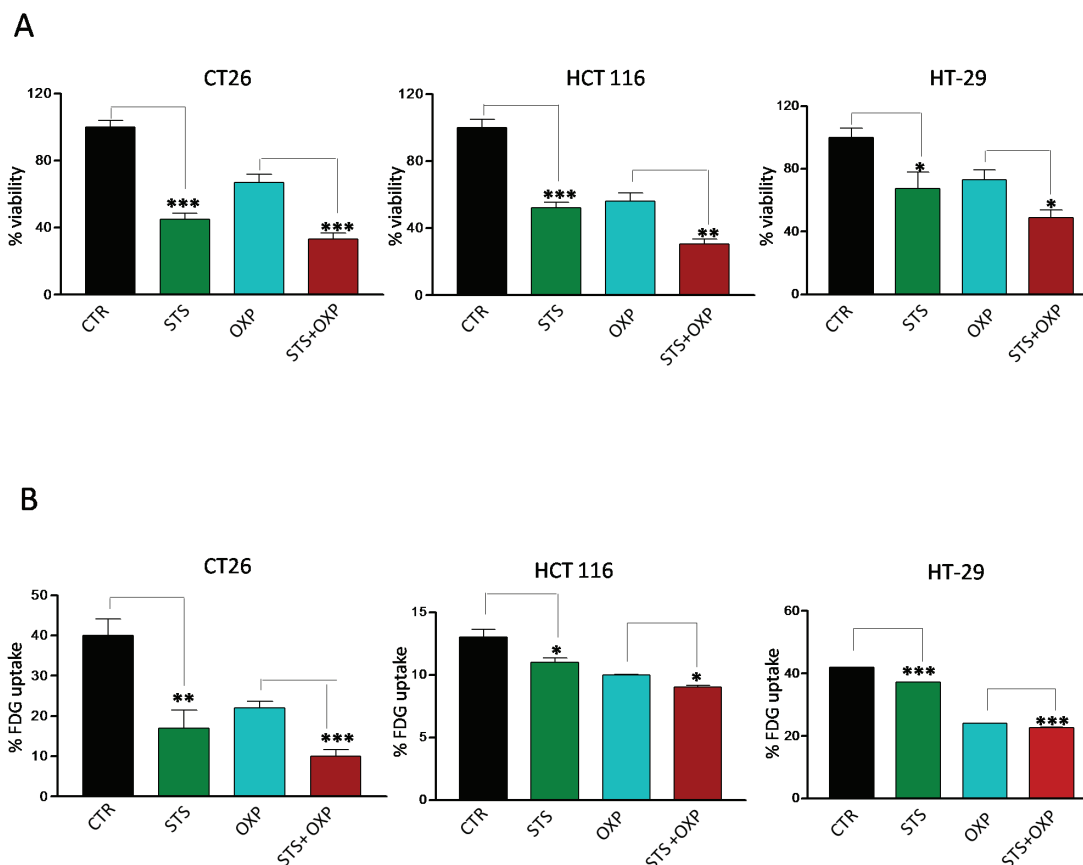 A
CT26
% viability
120
80
40
0
***
***
CTR
STS
OXP
STS+OXP
HCT 116
% viability
120
80
40
0
***
**
CTR
STS
OXP
STS+OXP
HT-29
% viability
120
80
40
0
*
*
CTR
STS
OXP
STS+OXP
B
CT26
% FDG uptake
50
40
30
20
10
0
**
***
CTR
STS
OXP
STS+ OXP
HCT 116
% FDG uptake
15
10
5
0
*
*
CTR
STS
OXP
STS+OXP
HT-29
% FDG uptake
60
40
20
0
***
***
CTR
STS
OXP
STS+OXP